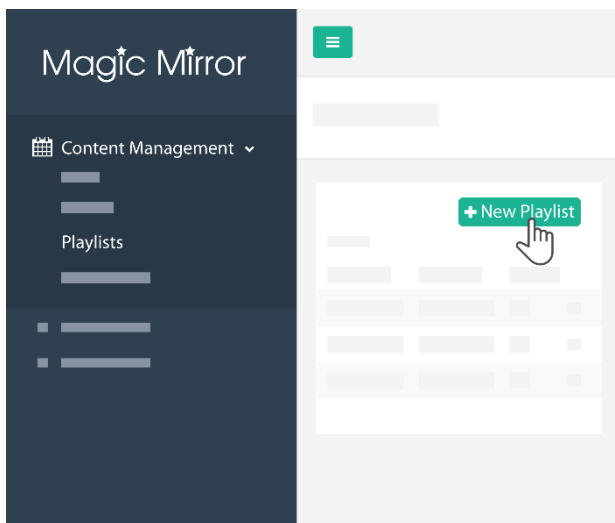 Magic Mirror
Content Management
Playlists
+ New Playlist